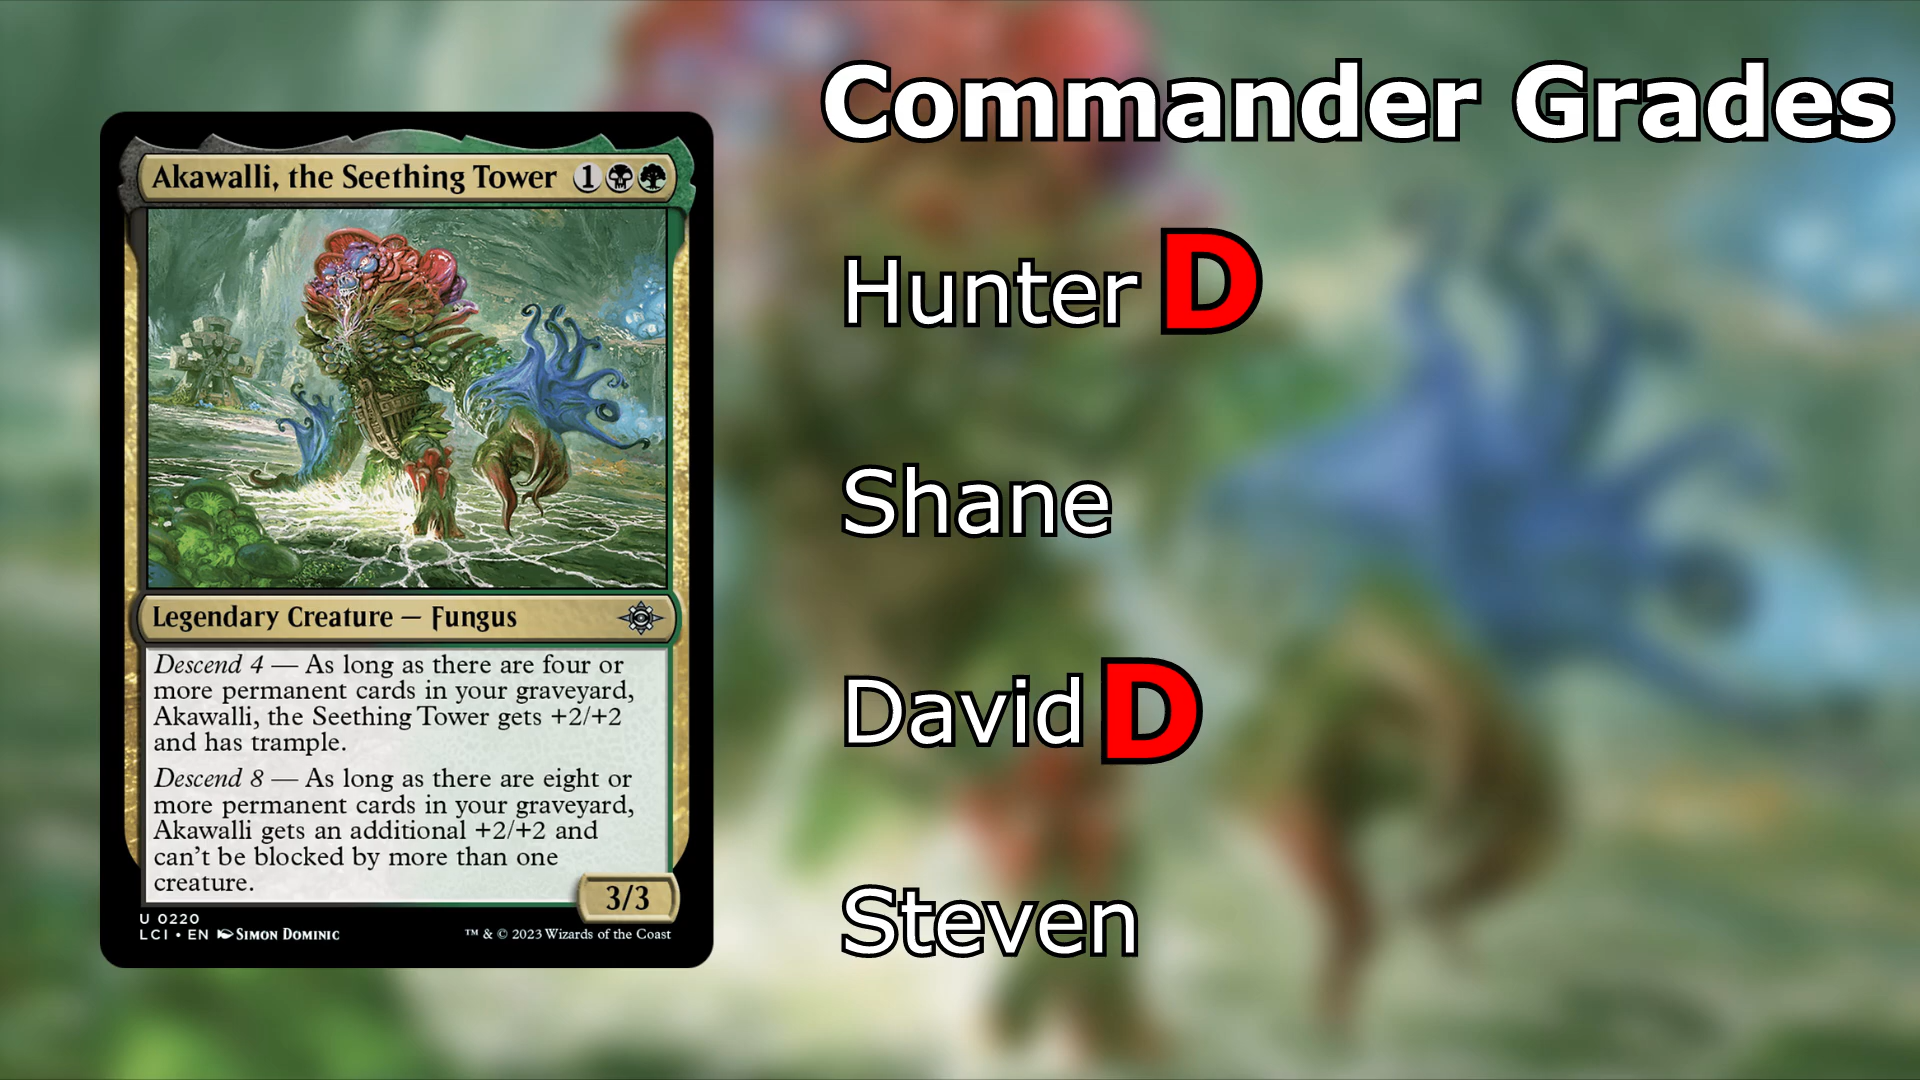 Commander Grades
Akawalli, the Seething Tower 1
Hunter D
Shane
Legendary Creature — Fungus
Descend 4 — As long as there are four or
more permanent cards in your graveyard,
Akawalli, the Seething Tower gets +2/+2
and has trample.
Descend 8 — As long as there are eight or
more permanent cards in your graveyard,
Akawalli gets an additional +2/+2 and
can't be blocked by more than one
creature.
3/3
U 0220
LCI • EN Simon Dominic
™ & © 2023 Wizards of the Coast
David D
Steven